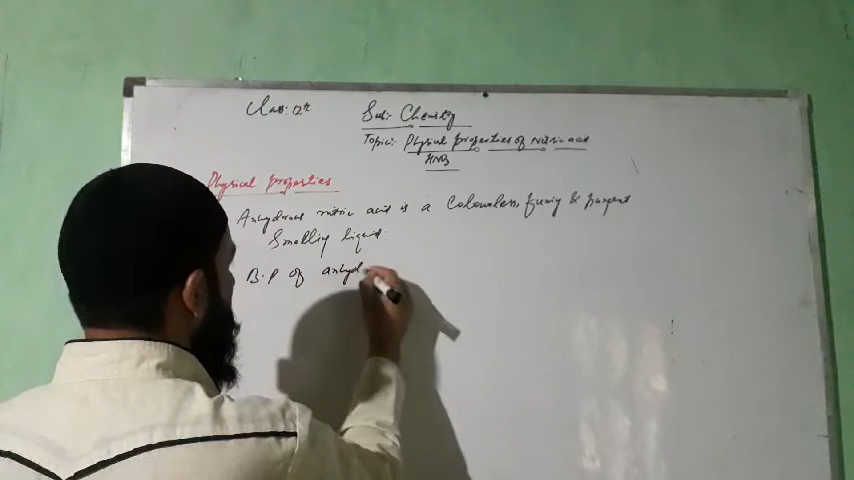 Class: 12th Sub: Chemistry
Topic: Physical properties of Nitric acid
HNO3
Physical properties
Anhydrous nitric acid is a Colourless, fuming & pungent
Smelling liquid.
B.P of anhyd